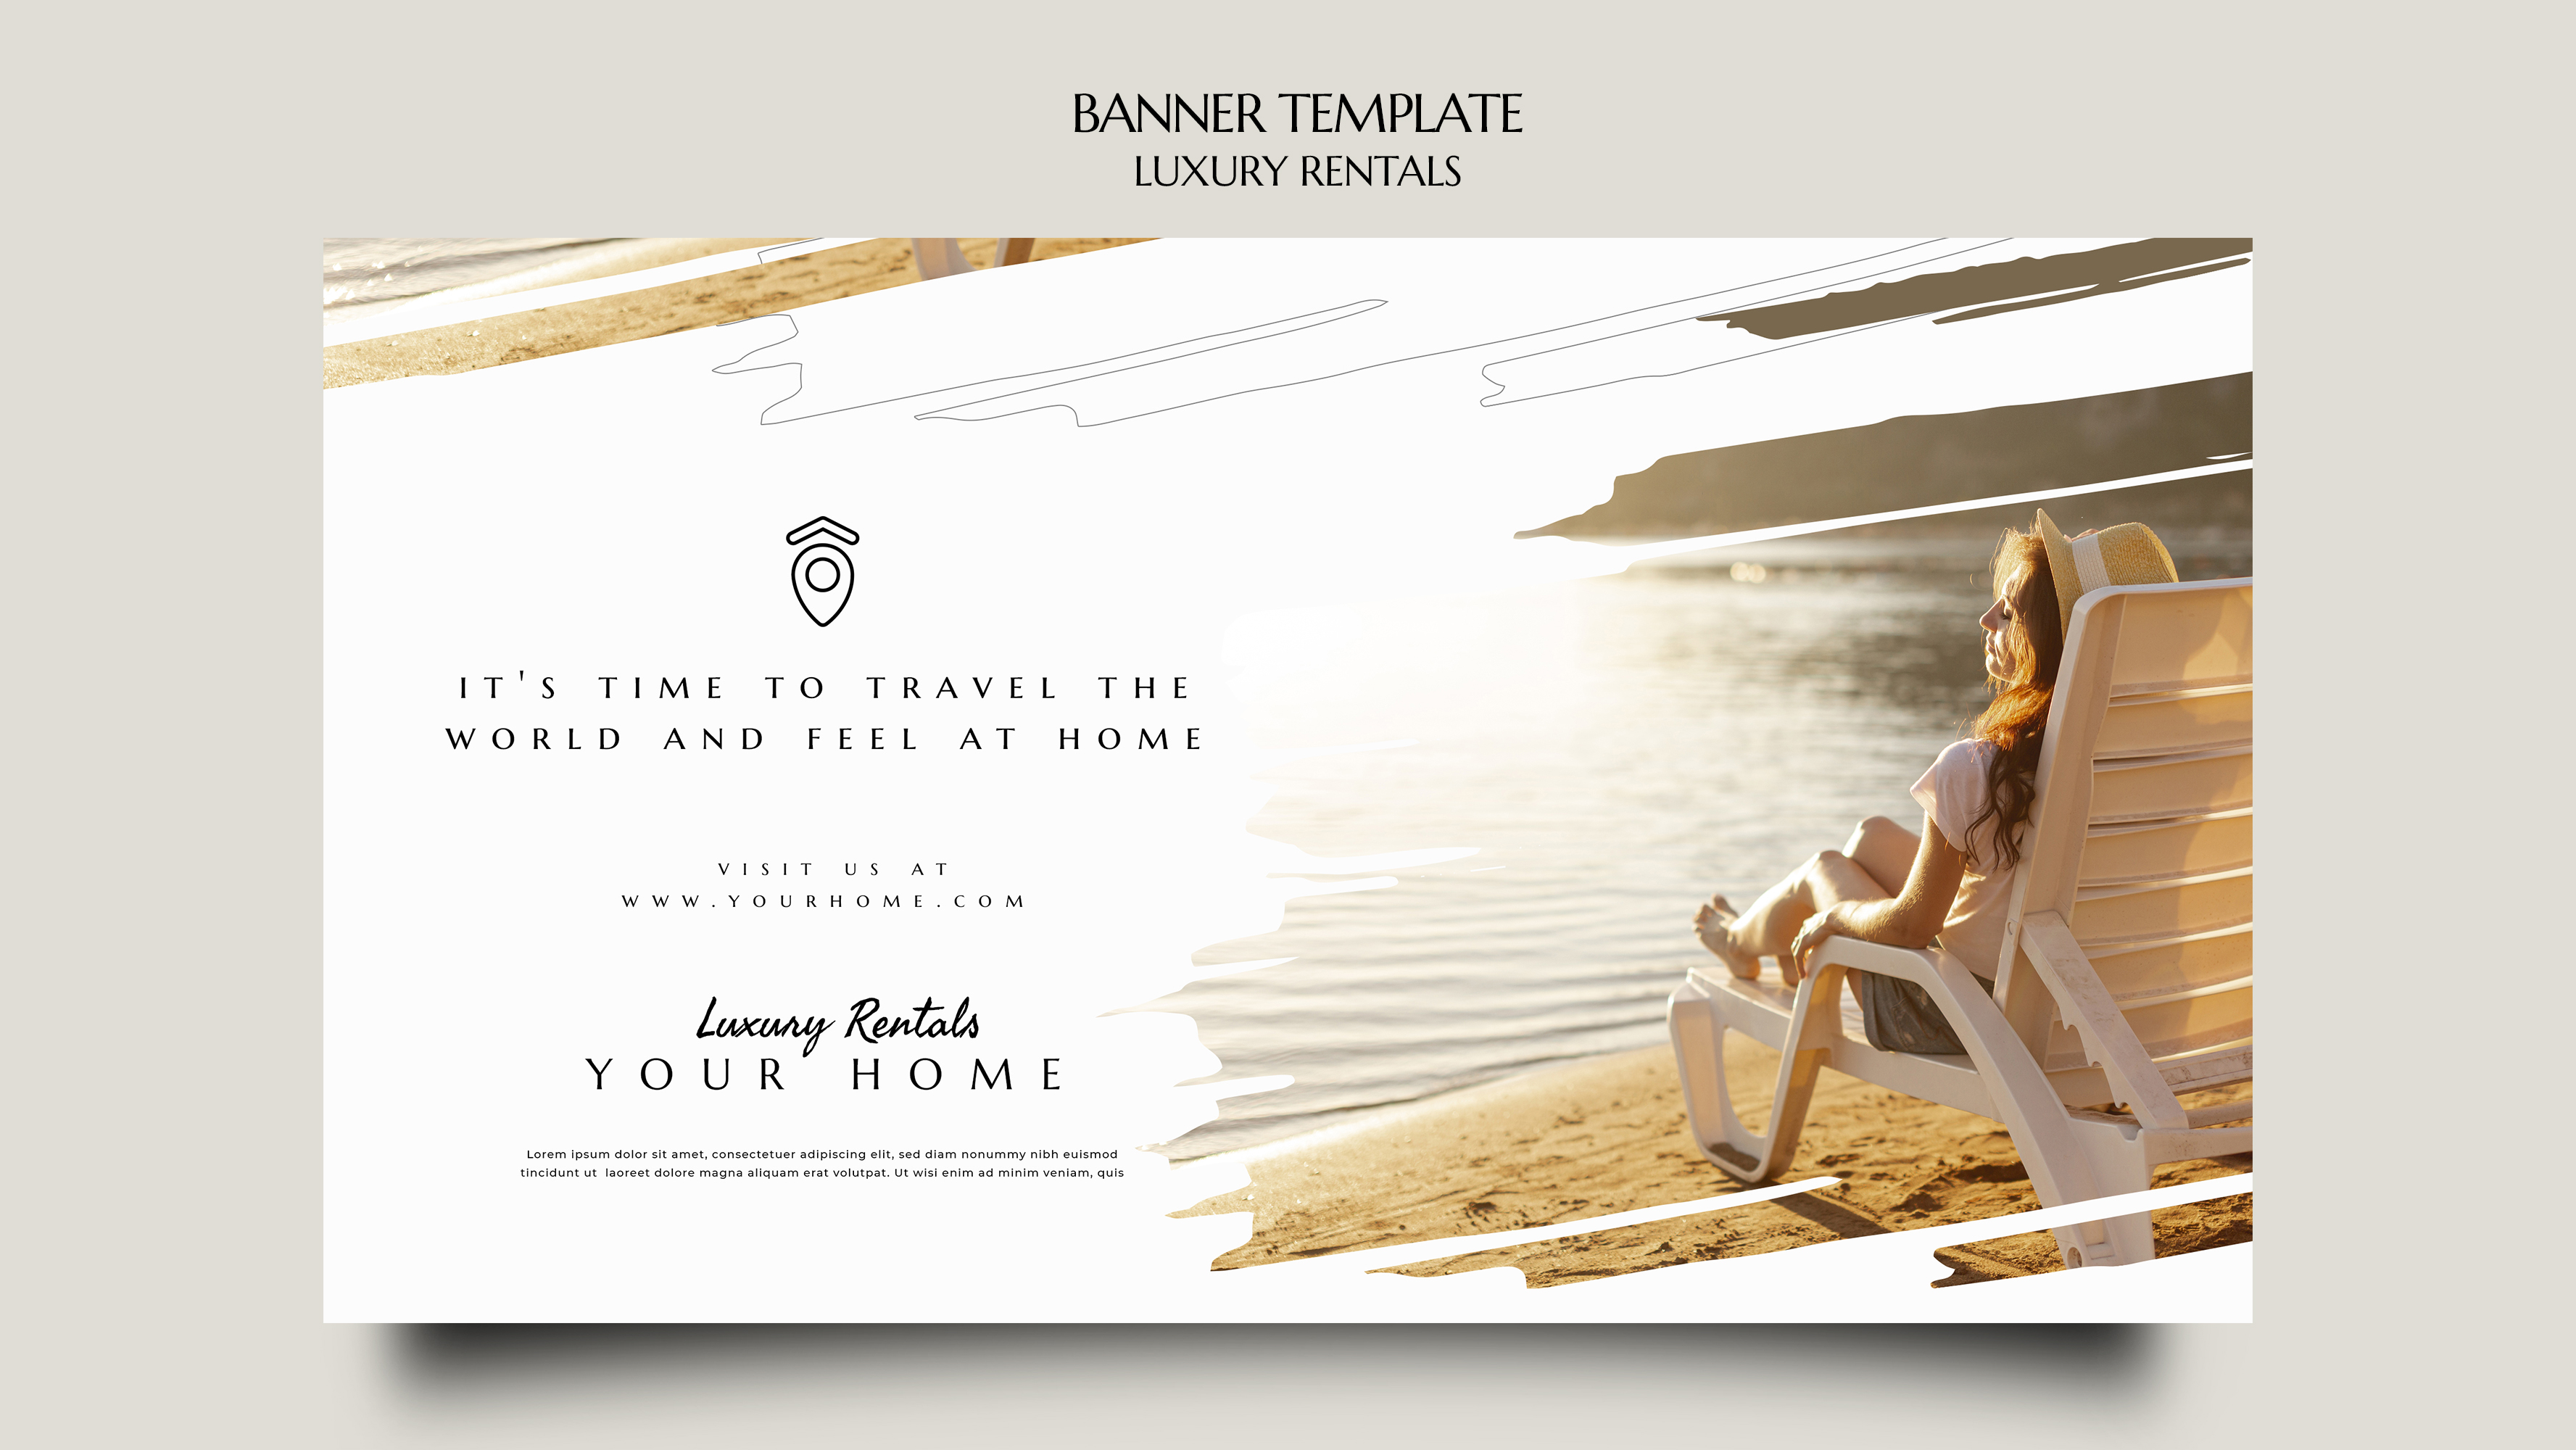 BANNER TEMPLATE
LUXURY RENTALS
IT'S TIME TO TRAVEL THE
WORLD AND FEEL AT HOME
VISIT US AT
WWW.YOURHOME.COM
Luxury Rentals
YOUR HOME
Lorem ipsum dolor sit amet, consectetuer adipiscing elit, sed diam nonummy nibh euismod
tincidunt ut  laoreet dolore magna aliquam erat volutpat. Ut wisi enim ad minim veniam, quis